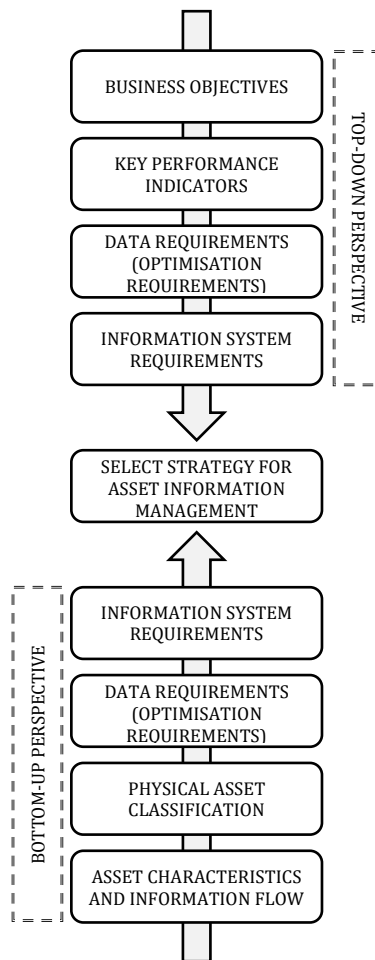 BUSINESS OBJECTIVES
KEY PERFORMANCE
INDICATORS
DATA REQUIREMENTS
(OPTIMISATION
REQUIREMENTS)
INFORMATION SYSTEM
REQUIREMENTS
TOP-DOWN PERSPECTIVE
SELECT STRATEGY FOR
ASSET INFORMATION
MANAGEMENT
INFORMATION SYSTEM
REQUIREMENTS
DATA REQUIREMENTS
(OPTIMISATION
REQUIREMENTS)
PHYSICAL ASSET
CLASSIFICATION
ASSET CHARACTERISTICS
AND INFORMATION FLOW
BOTTOM-UP PERSPECTIVE